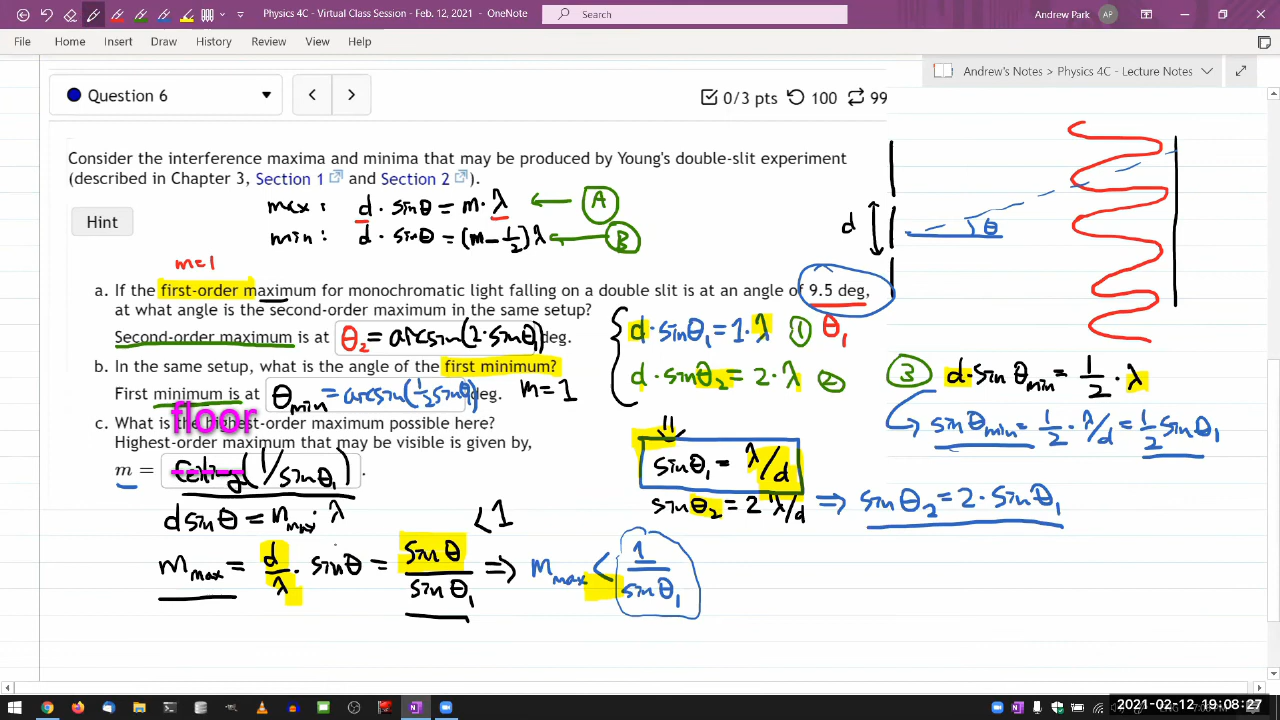 Physics 4C - Virtual Class Session - Feb. 12, 2021 - OneNote
Search
Andrew Park
AP
File Home Insert Draw History Review View Help
Andrew's Notes > Physics 4C - Lecture Notes
Question 6
0/3 pts 100 99
Consider the interference maxima and minima that may be produced by Young's double-slit experiment
(described in Chapter 3, Section 1 and Section 2).
Hint
max: d · sinθ = m · λ A
min: d · sinθ = (m - 1/2)λ B
d
θ
m=1
a. If the first-order maximum for monochromatic light falling on a double slit is at an angle of 9.5 deg,
at what angle is the second-order maximum in the same setup?
Second-order maximum is at θ₂ = arcsin(2·sinθ₁) deg.
b. In the same setup, what is the angle of the first minimum?
First minimum is at θmin = arcsin(1/2 sinθ₁) deg. m = 1
floor
c. What is the highest-order maximum possible here?
Highest-order maximum that may be visible is given by,
m = ceiling(1/sinθ₁).
d sinθ = mmax · λ
<1
mmax = d/λ · sinθ = sinθ/sinθ₁ ⇒ mmax < 1/sinθ₁
d·sinθ₁ = 1·λ 1 θ₁
d·sinθ₂ = 2·λ 2
sinθ₁ = λ/d
sinθ₂ = 2 λ/d ⇒ sinθ₂ = 2·sinθ₁
3 d·sinθmin = 1/2 · λ
sinθmin = 1/2 · λ/d = 1/2 sinθ₁
2021-02-12 19:08:27